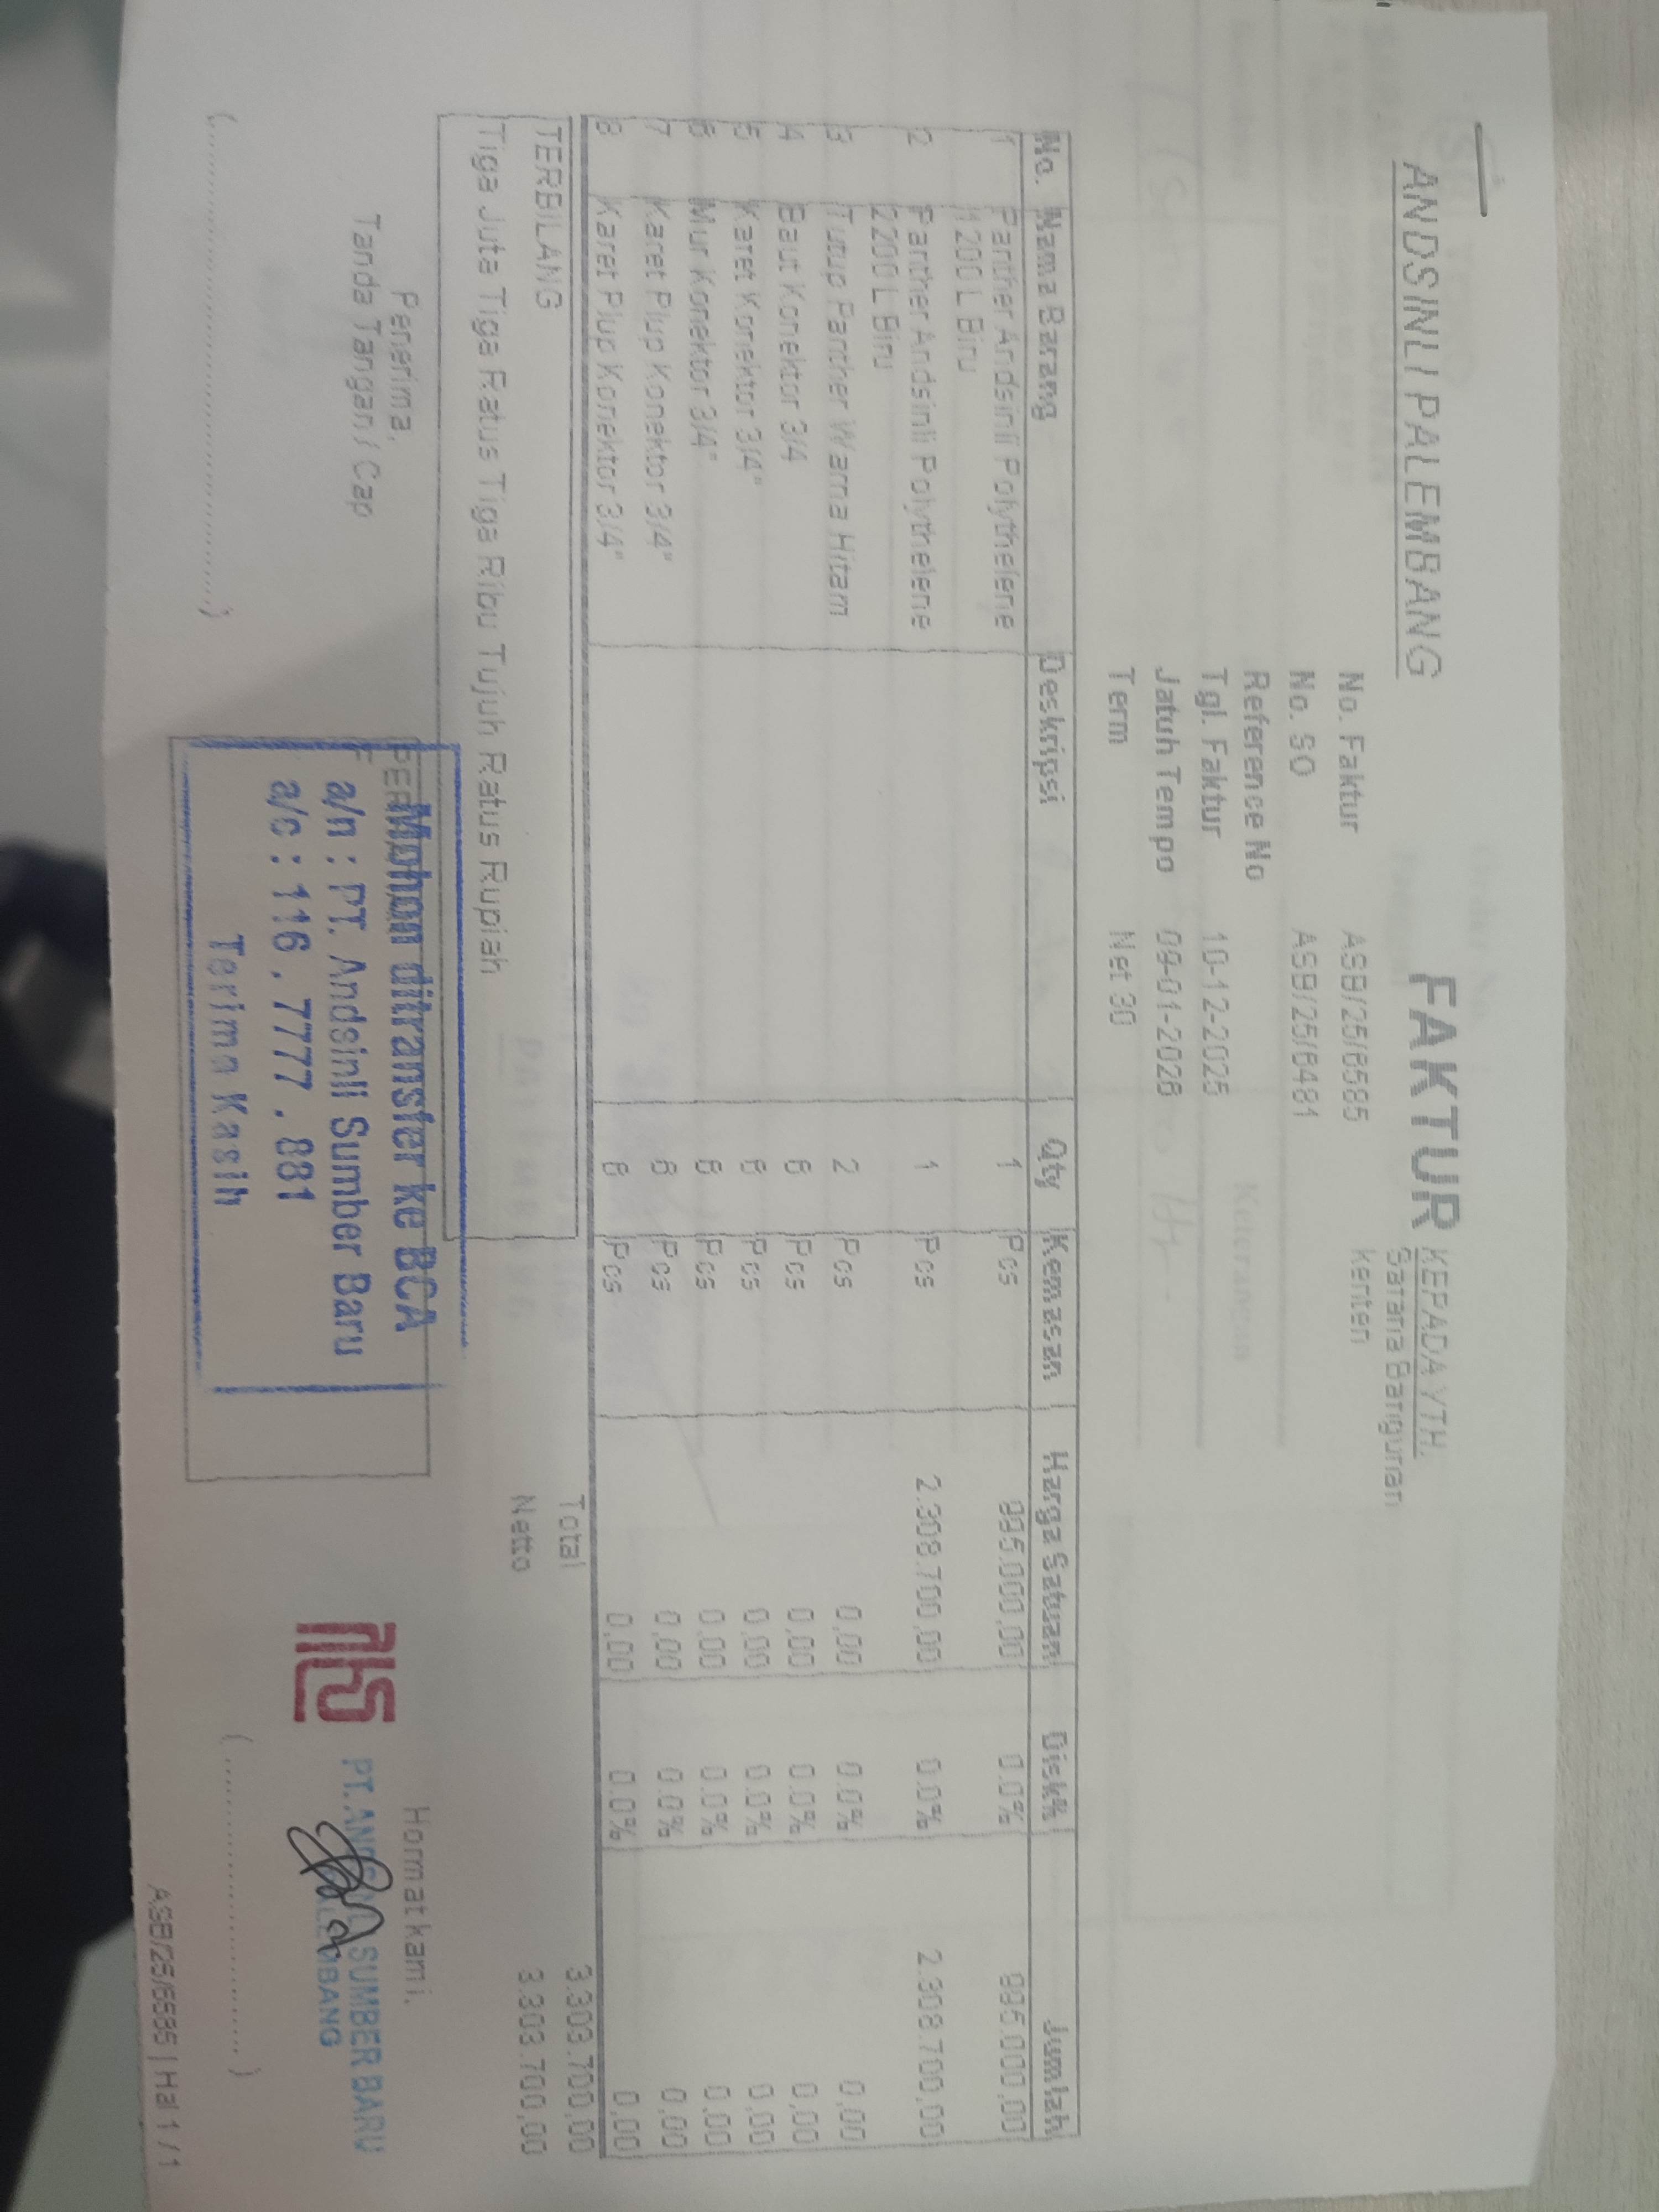 ANDSINLI PALEMBANG
FAKTUR
KEPADA YTH.
Sarana Bangunan
Kenten
No. Faktur ASB/25/6585
No. SO ASB/25/6481
Reference No
Tgl. Faktur 10-12-2025
Jatuh Tempo 09-01-2026
Term Net 30
No. Nama Barang Deskripsi Qty Kemasan Harga Satuan Disk% Jumlah
1 Panther Andsinli Polythelene 1 Pcs 995.000,00 0.0% 995.000,00
1200 L Biru
2 Panther Andsinli Polythelene 1 Pcs 2.308.700,00 0.0% 2.308.700,00
2200 L Biru
3 Tutup Panther Warna Hitam 2 Pcs 0,00 0.0% 0,00
4 Baut Konektor 3/4 Pcs 0,00 0.0% 0,00
5 Karet Konektor 3/4" Pcs 0,00 0.0% 0,00
6 Mur Konektor 3/4" Pcs 0,00 0.0% 0,00
7 Karet Plup Konektor 3/4" Pcs 0,00 0.0% 0,00
8 Karet Plup Konektor 3/4" Pcs 0,00 0.0% 0,00
TERBILANG
Total 3.303.700,00
Tiga Juta Tiga Ratus Tiga Ribu Tujuh Ratus Rupiah
Netto 3.303.700,00
Penerima,
Tanda Tangan / Cap
(..............................)
Mohon ditransfer ke BCA
a/n : PT. Andsinli Sumber Baru
a/c : 116 . 7777 . 881
Terima Kasih
Hormat kami,
PT. SUMBER BARU
(..............................)
ASB/25/6585 | Hal 1 / 1